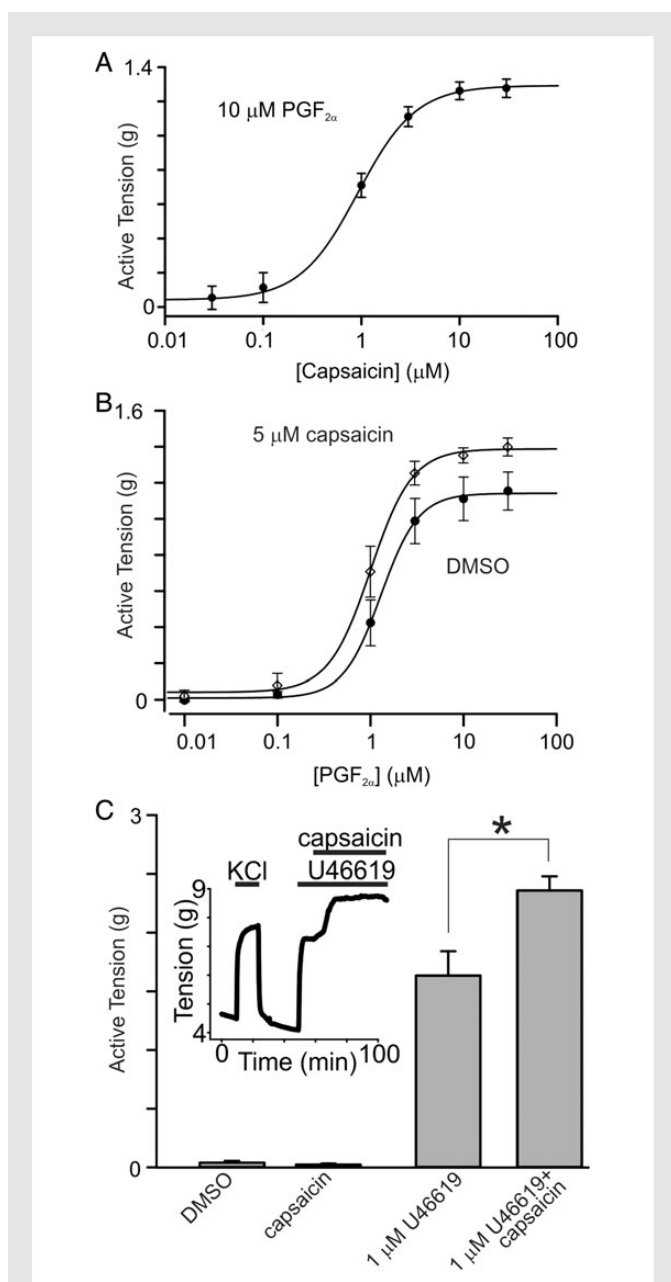 A
1.4
10 μM PGF2α
Active Tension (g)
0
0.01 0.1 1 10 100
[Capsaicin] (μM)
B
1.6
5 μM capsaicin
Active Tension (g)
DMSO
0
0.01 0.1 1 10 100
[PGF2α] (μM)
C
3
*
capsaicin
KCl U46619
9
Tension (g)
4
0 100
Time (min)
Active Tension (g)
0
DMSO
capsaicin
1 μM U46619
1 μM U46619+
capsaicin